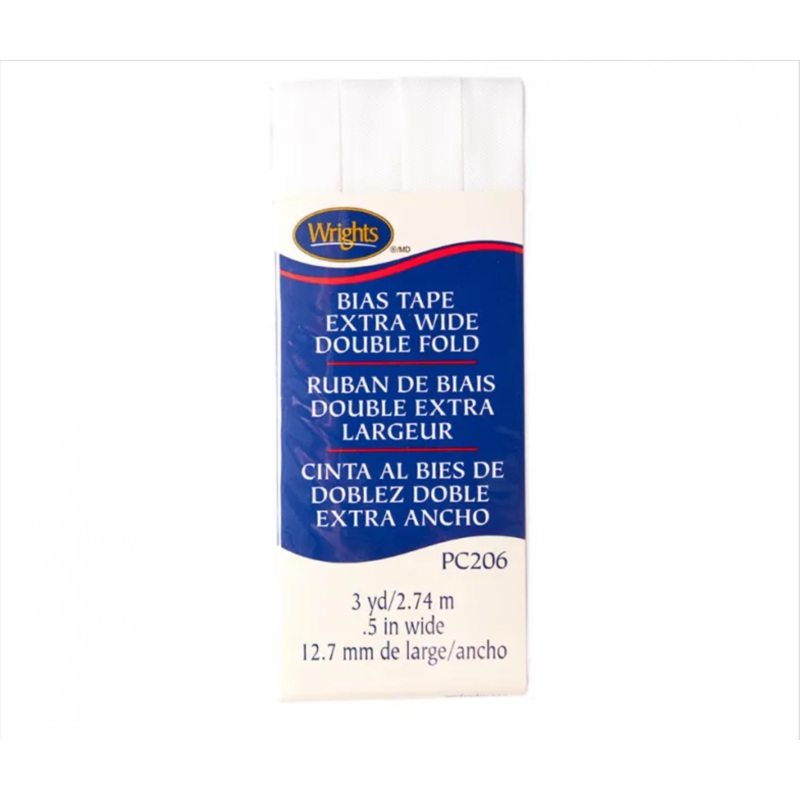 Wrights
®/MD
BIAS TAPE
EXTRA WIDE
DOUBLE FOLD
RUBAN DE BIAIS
DOUBLE EXTRA
LARGEUR
CINTA AL BIES DE
DOBLEZ DOBLE
EXTRA ANCHO
PC206
3 yd/2.74 m
.5 in wide
12.7 mm de large/ancho